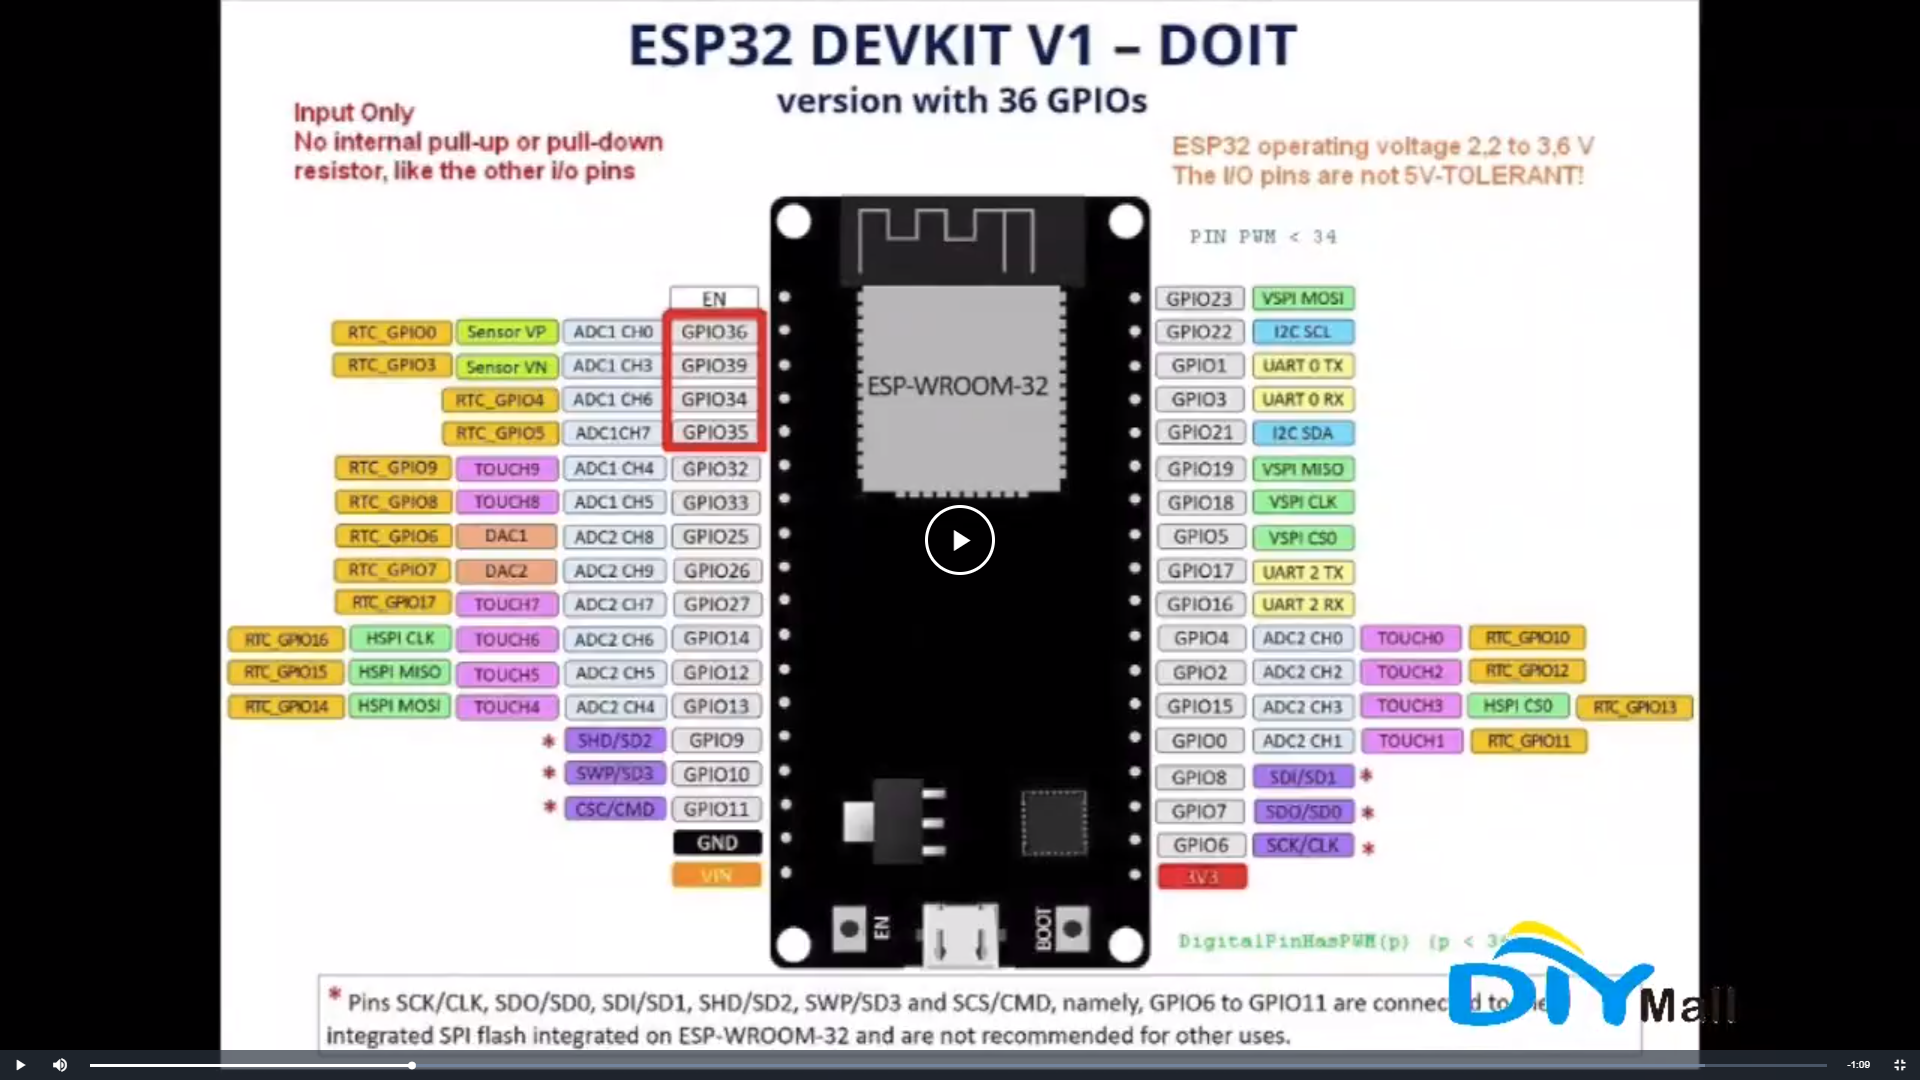 ESP32 DEVKIT V1 – DOIT
version with 36 GPIOs
Input Only
No internal pull-up or pull-down
resistor, like the other i/o pins
ESP32 operating voltage 2,2 to 3,6 V
The I/O pins are not 5V-TOLERANT!
PIN PWM < 34
EN GPIO23 VSPI MOSI
RTC_GPIO0 Sensor VP ADC1 CH0 GPIO36 GPIO22 I2C SCL
RTC_GPIO3 Sensor VN ADC1 CH3 GPIO39 GPIO1 UART 0 TX
RTC_GPIO4 ADC1 CH6 GPIO34 ESP-WROOM-32 GPIO3 UART 0 RX
RTC_GPIO5 ADC1CH7 GPIO35 GPIO21 I2C SDA
RTC_GPIO9 TOUCH9 ADC1 CH4 GPIO32 GPIO19 VSPI MISO
RTC_GPIO8 TOUCH8 ADC1 CH5 GPIO33 GPIO18 VSPI CLK
RTC_GPIO6 DAC1 ADC2 CH8 GPIO25 GPIO5 VSPI CS0
RTC_GPIO7 DAC2 ADC2 CH9 GPIO26 GPIO17 UART 2 TX
RTC_GPIO17 TOUCH7 ADC2 CH7 GPIO27 GPIO16 UART 2 RX
RTC_GPIO16 HSPI CLK TOUCH6 ADC2 CH6 GPIO14 GPIO4 ADC2 CH0 TOUCH0 RTC_GPIO10
RTC_GPIO15 HSPI MISO TOUCH5 ADC2 CH5 GPIO12 GPIO2 ADC2 CH2 TOUCH2 RTC_GPIO12
RTC_GPIO14 HSPI MOSI TOUCH4 ADC2 CH4 GPIO13 GPIO15 ADC2 CH3 TOUCH3 HSPI CS0 RTC_GPIO13
* SHD/SD2 GPIO9 GPIO0 ADC2 CH1 TOUCH1 RTC_GPIO11
* SWP/SD3 GPIO10 GPIO8 SDI/SD1 *
* CSC/CMD GPIO11 GPIO7 SDO/SD0 *
GND GPIO6 SCK/CLK *
VIN 3V3
EN BOOT
DigitalPinHasPWM(p) (p < 3
DIY Mall
* Pins SCK/CLK, SDO/SD0, SDI/SD1, SHD/SD2, SWP/SD3 and SCS/CMD, namely, GPIO6 to GPIO11 are connected to the
integrated SPI flash integrated on ESP-WROOM-32 and are not recommended for other uses.
-1:09